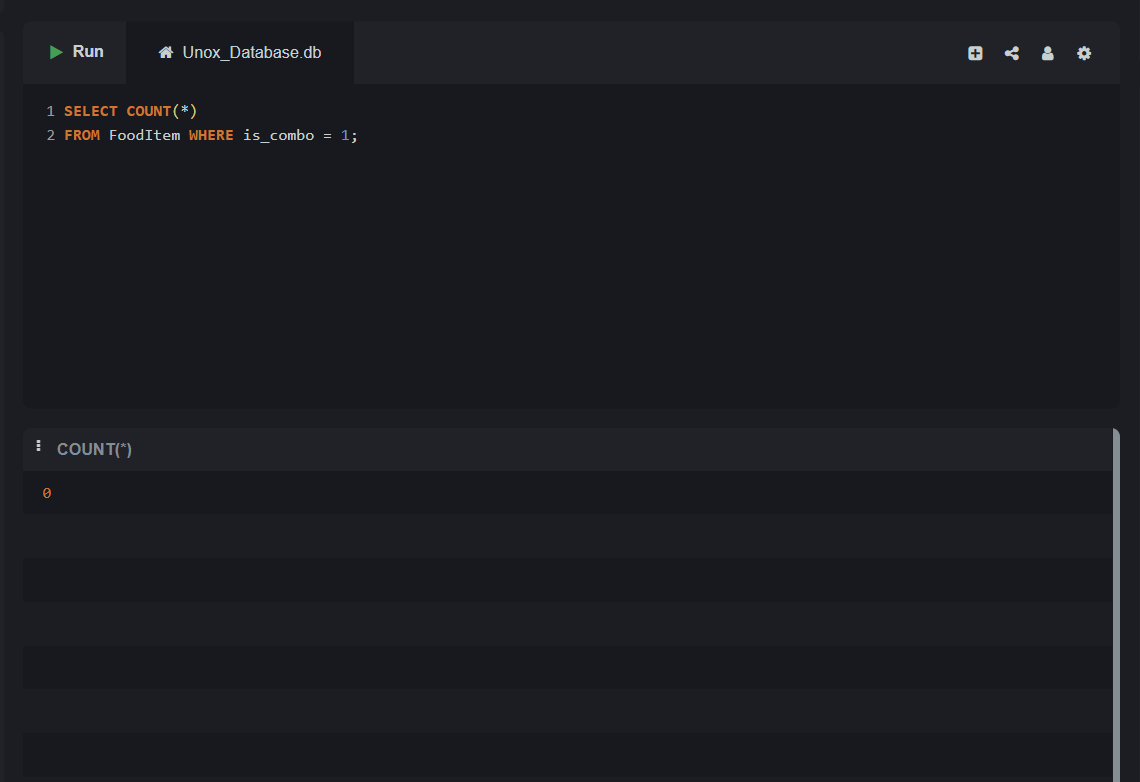 Run
Unox_Database.db
1 SELECT COUNT(*)
2 FROM FoodItem WHERE is_combo = 1;
COUNT(*)
0